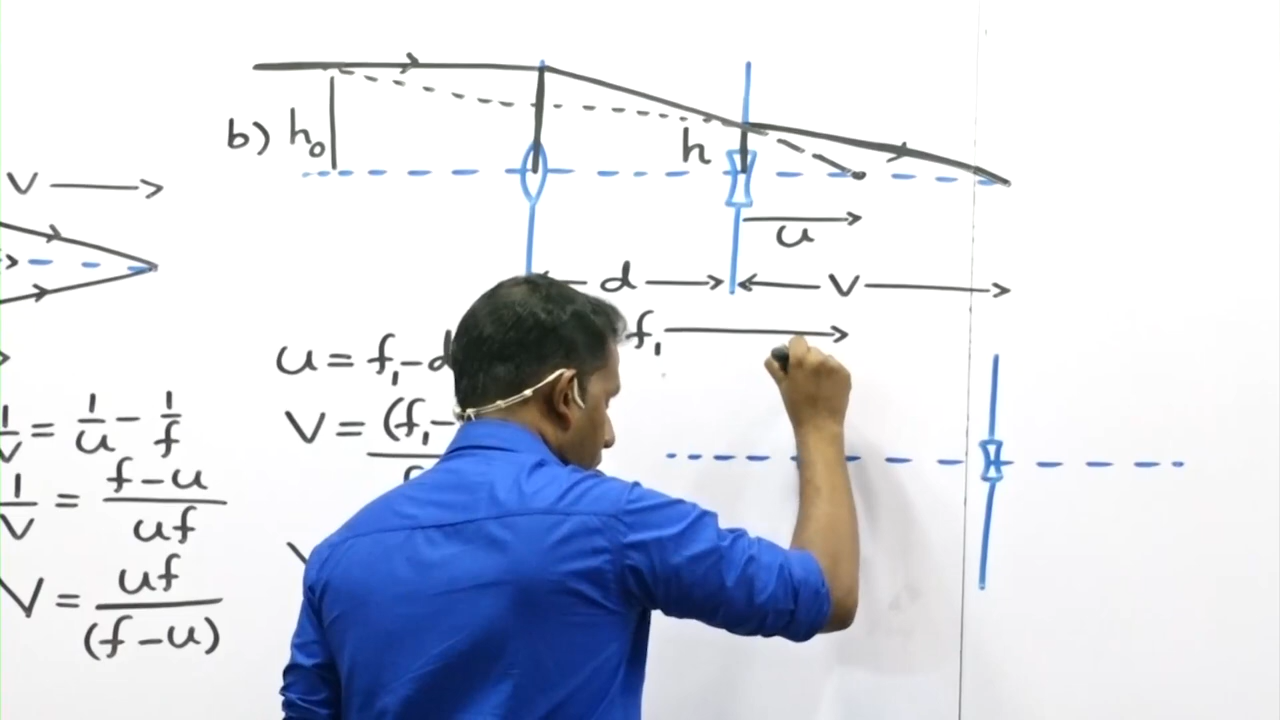 b) h₀
h
V
u
d
V
f₁
u = f₁-d
V = (f₁-
1/V = 1/u - 1/f
1/V = f-u/uf
V = uf/(f-u)